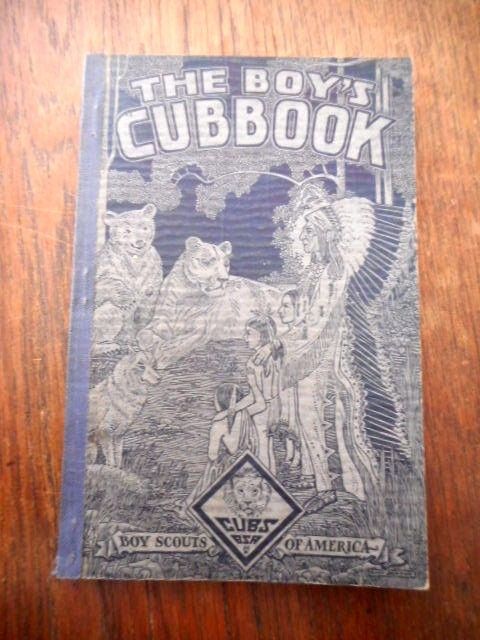 THE BOY'S
CUBBOOK
CUBS
BSA
BOY SCOUTS OF AMERICA